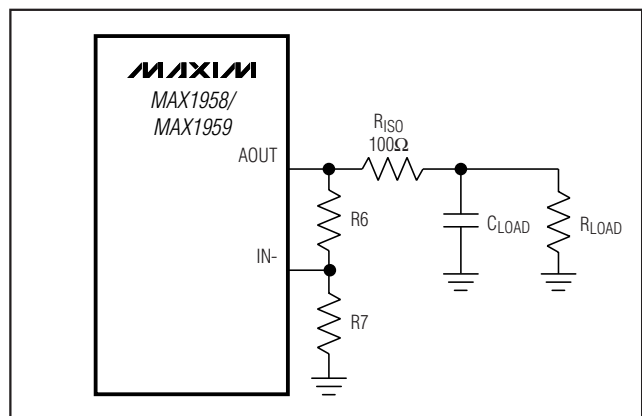 MAXIM
MAX1958/
MAX1959
AOUT
IN-
RISO
100Ω
R6
R7
CLOAD
RLOAD